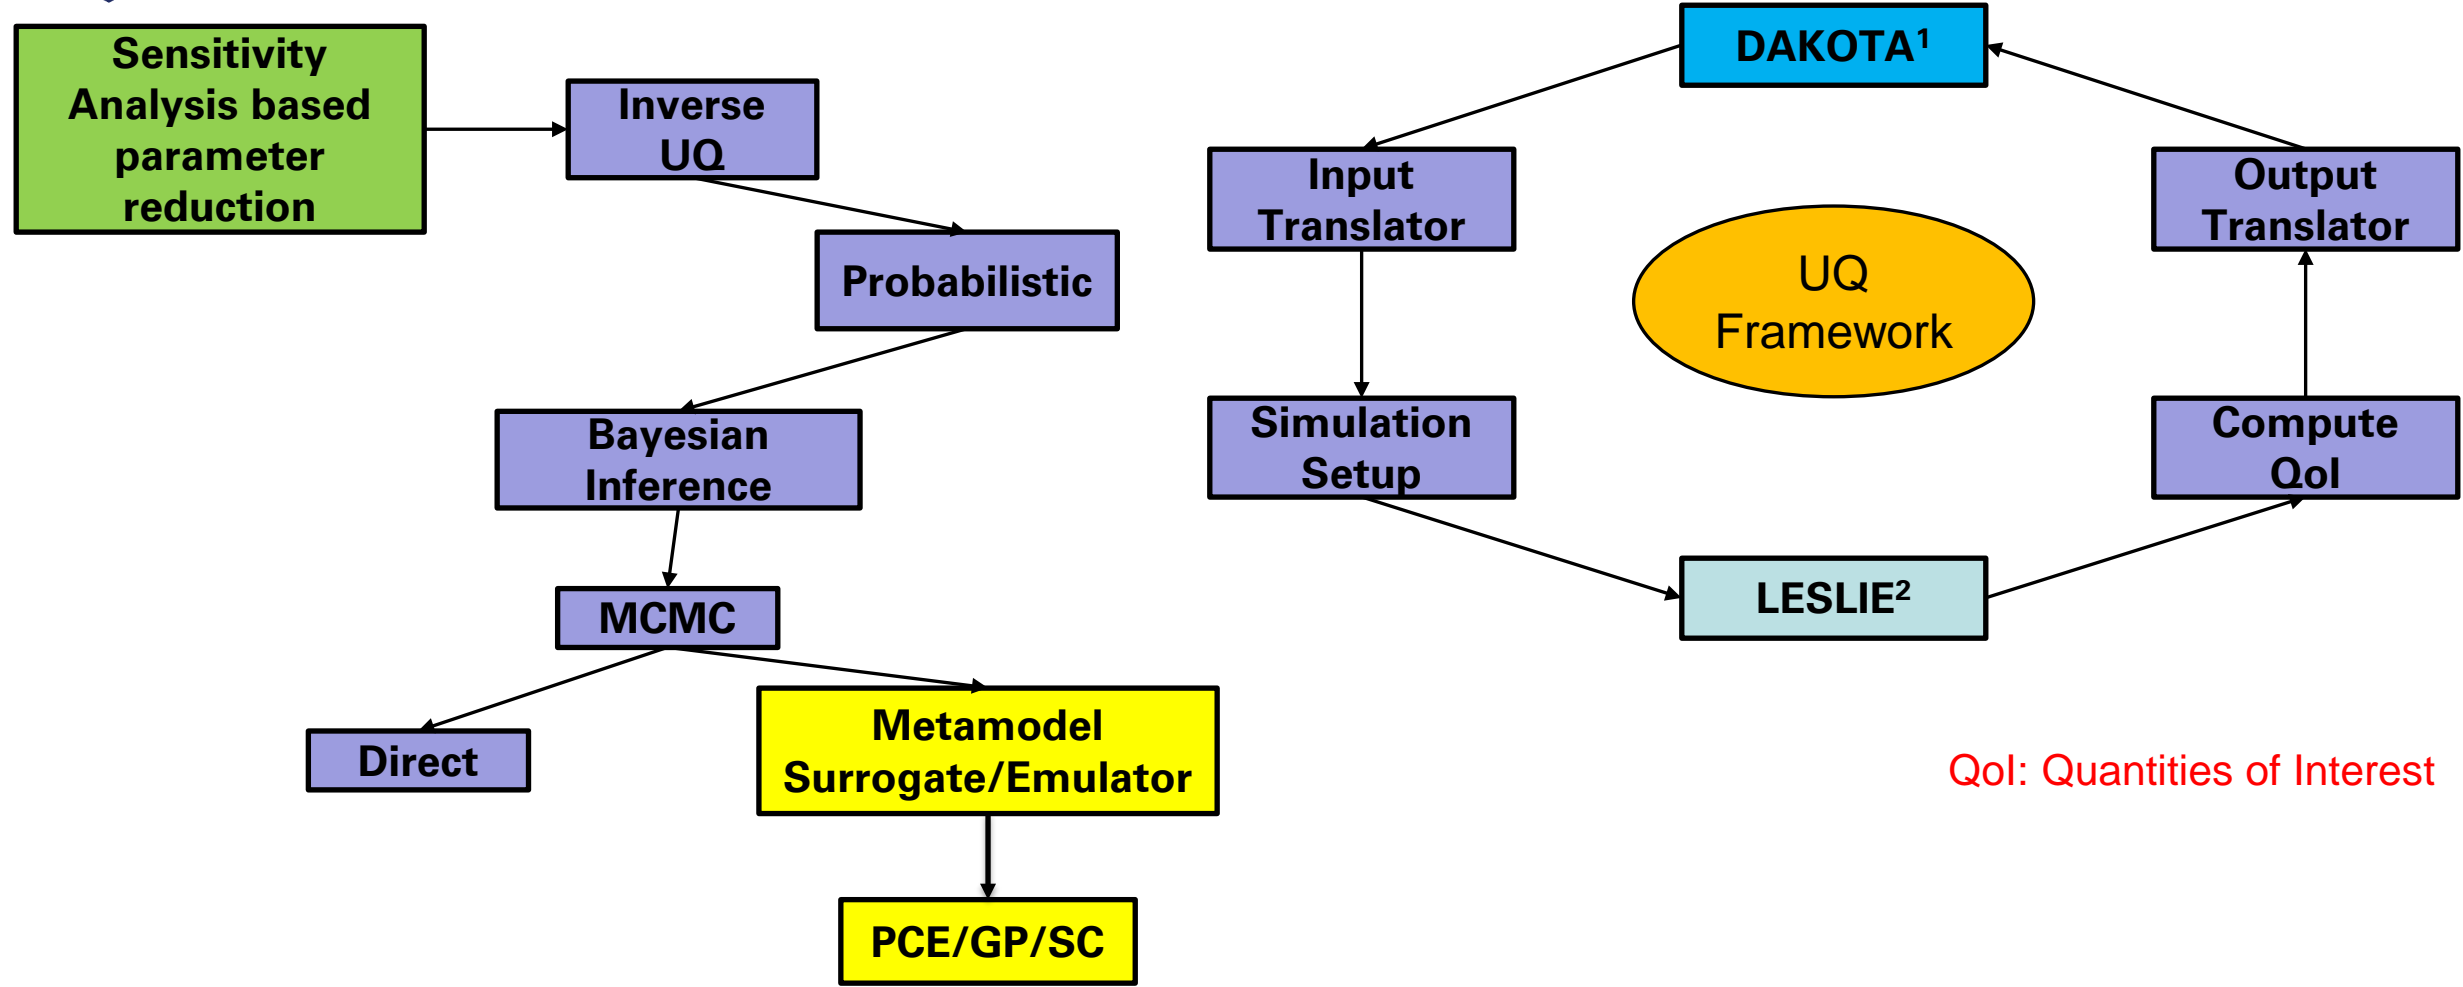 Sensitivity
Analysis based
parameter
reduction
Inverse
UQ
Probabilistic
Bayesian
Inference
MCMC
Direct
Metamodel
Surrogate/Emulator
PCE/GP/SC
DAKOTA¹
Input
Translator
Output
Translator
UQ
Framework
Simulation
Setup
Compute
QoI
LESLIE²
QoI: Quantities of Interest